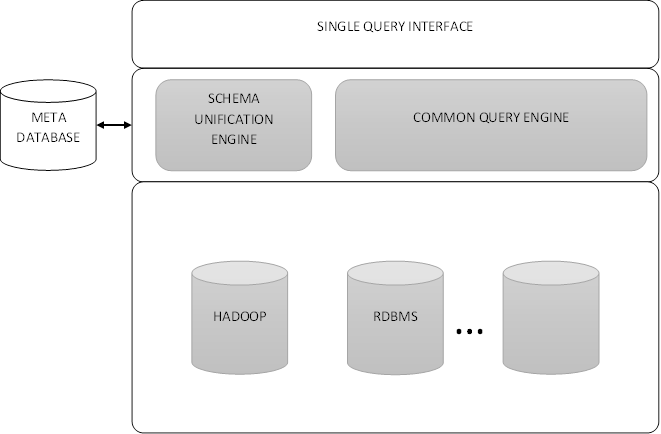 SINGLE QUERY INTERFACE
META
DATABASE
SCHEMA
UNIFICATION
ENGINE
COMMON QUERY ENGINE
HADOOP
RDBMS
...